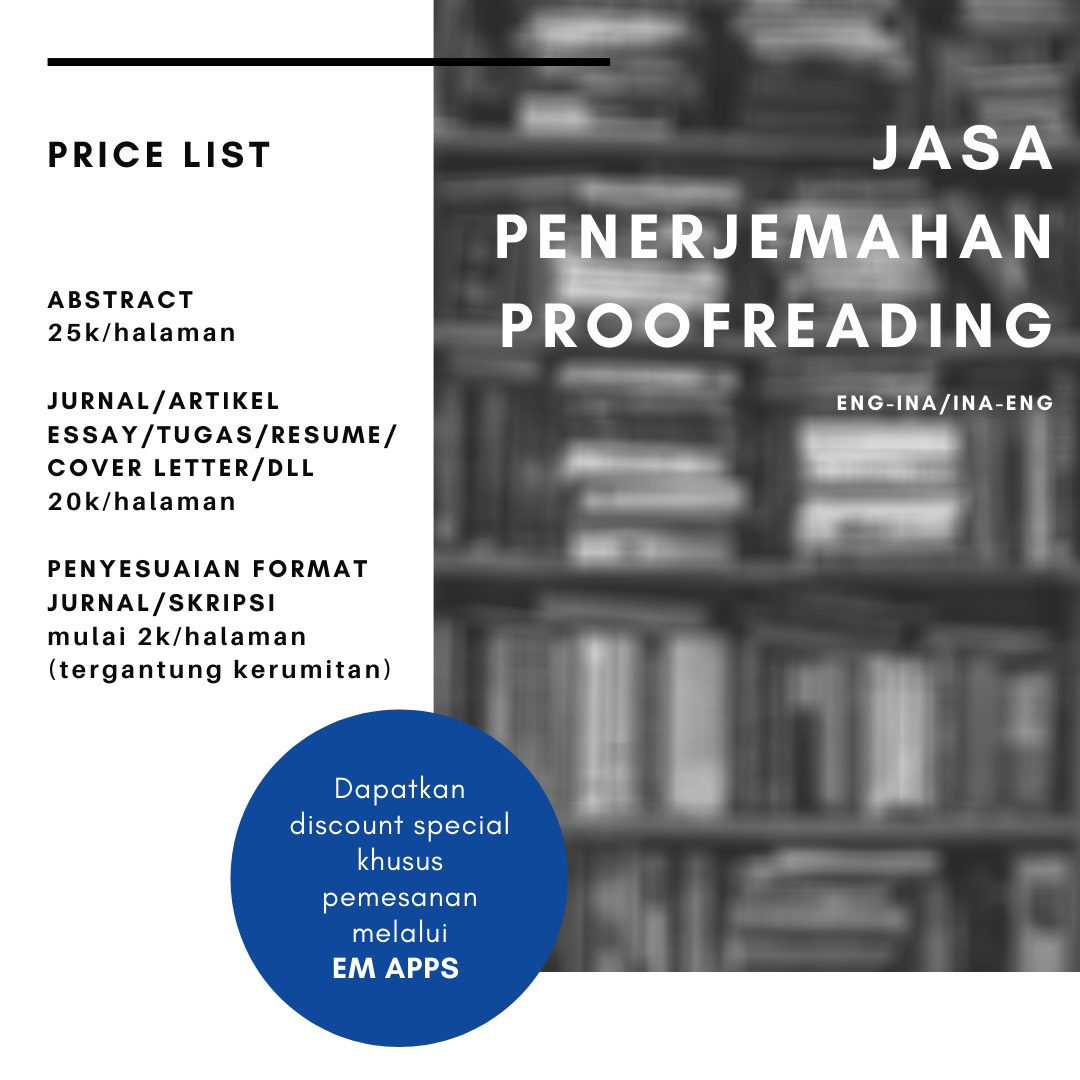 PRICE LIST
ABSTRACT
25k/halaman
JURNAL/ARTIKEL
ESSAY/TUGAS/RESUME/
COVER LETTER/DLL
20k/halaman
PENYESUAIAN FORMAT
JURNAL/SKRIPSI
mulai 2k/halaman
(tergantung kerumitan)
JASA
PENERJEMAHAN
PROOFREADING
ENG-INA/INA-ENG
Dapatkan
discount special
khusus
pemesanan
melalui
EM APPS